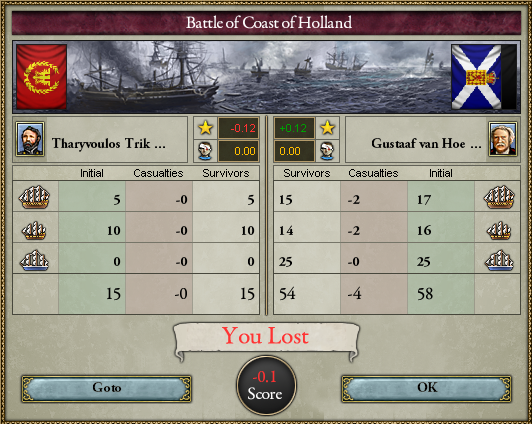 Battle of Coast of Holland
-0.12 +0.12
Tharyvoulos Trik ... Gustaaf van Hoe ...
0.00 0.00
Initial Casualties Survivors Survivors Casualties Initial
5 -0 5 15 -2 17
10 -0 10 14 -2 16
0 -0 0 25 -0 25
15 -0 15 54 -4 58
You Lost
-0.1
Goto Score OK